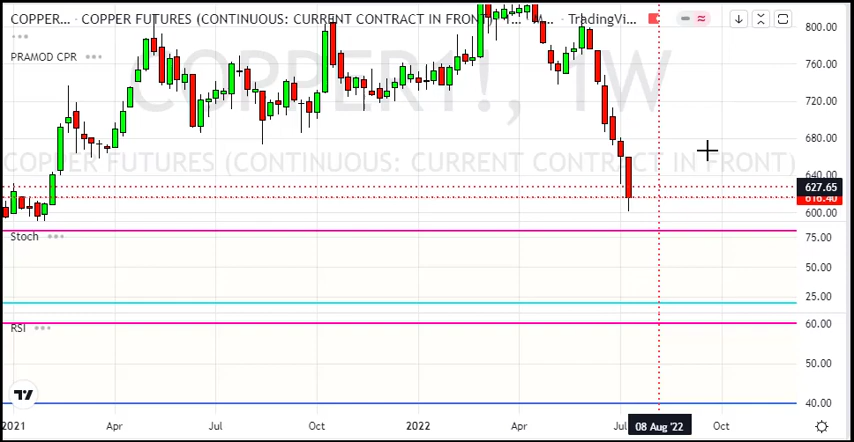 COPPER... · COPPER FUTURES (CONTINUOUS: CURRENT CONTRACT IN FRONT) · 1... · M... · TradingVi...
PRAMOD CPR
COPPER1!, 1W
COPPER FUTURES (CONTINUOUS: CURRENT CONTRACT IN FRONT)
800.00
760.00
720.00
680.00
640.00
627.65
616.40
600.00
Stoch
75.00
50.00
25.00
RSI
60.00
50.00
40.00
2021 Apr Jul Oct 2022 Apr Jul 08 Aug '22 Oct